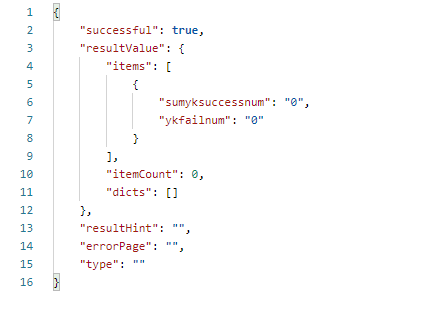 1 {
2 "successful": true,
3 "resultValue": {
4 "items": [
5 {
6 "sumyksuccessnum": "0",
7 "ykfailnum": "0"
8 }
9 ],
10 "itemCount": 0,
11 "dicts": []
12 },
13 "resultHint": "",
14 "errorPage": "",
15 "type": ""
16 }